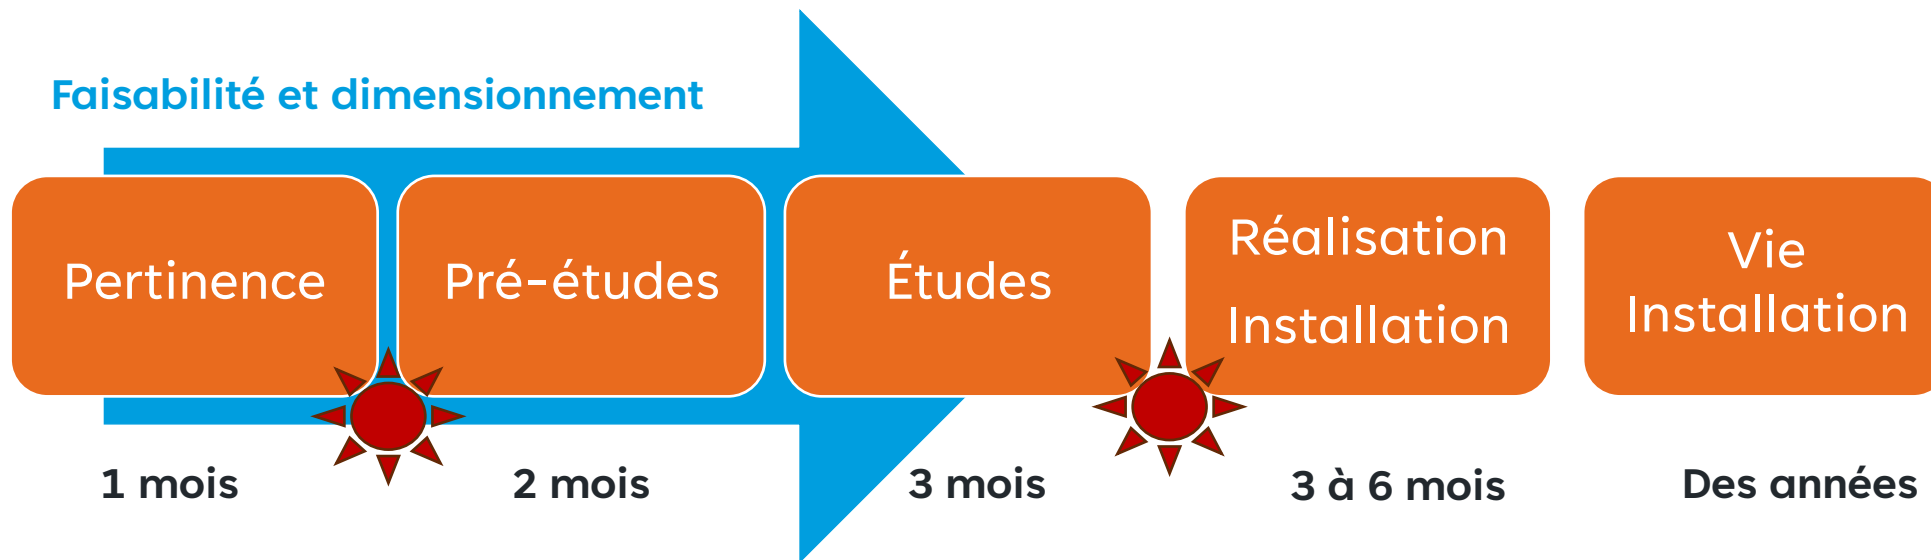 Faisabilité et dimensionnement
Pertinence
Pré-études
Études
Réalisation
Installation
Vie
Installation
1 mois
2 mois
3 mois
3 à 6 mois
Des années